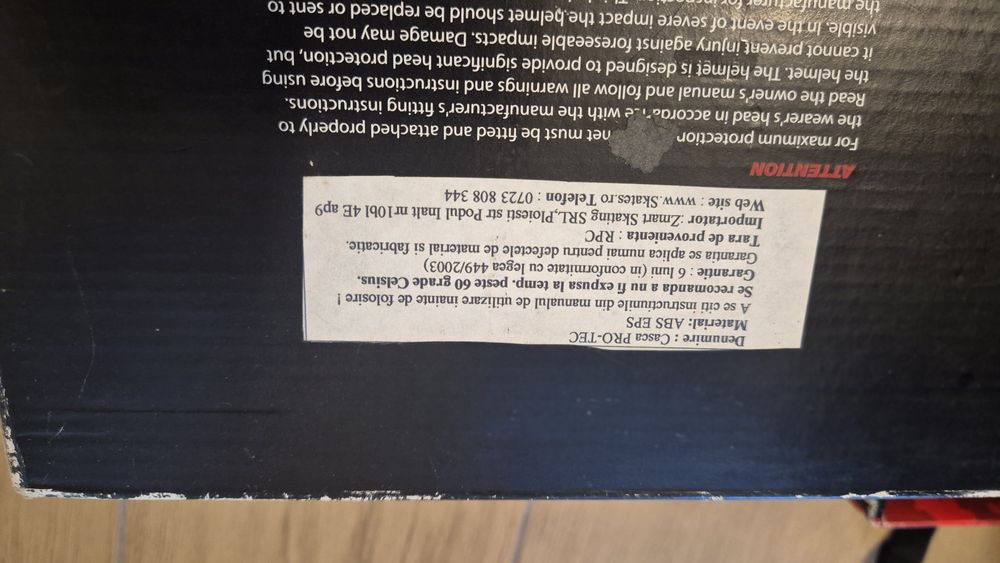 Denumire : Casca PRO-TEC
Material: ABS EPS
A se citi instructiunile din manualul de utilizare inainte de folosire !
Se recomanda a nu fi expusa la temp. peste 60 grade Celsius.
Garantie : 6 luni (in conformitate cu legea 449/2003)
Garantia se aplica numai pentru defectele de material si fabricatie.
Tara de provenienta : RPC
Importator :Zmart Skating SRL,Ploiesti str Podul Inalt nr10bl 4E ap9
Web site : www.Skates.ro Telefon : 0723 808 344
ATTENTION
For maximum protection must be fitted and attached properly to
the wearer's head in with the manufacturer's fitting instructions.
Read the owner's manual and follow all warnings and instructions before using
the helmet. The helmet is designed to provide significant head protection, but
it cannot prevent injury against foreseeable impacts. Damage may not be
visible. In the event of severe impact the helmet should be replaced or sent to
the manufacturer for